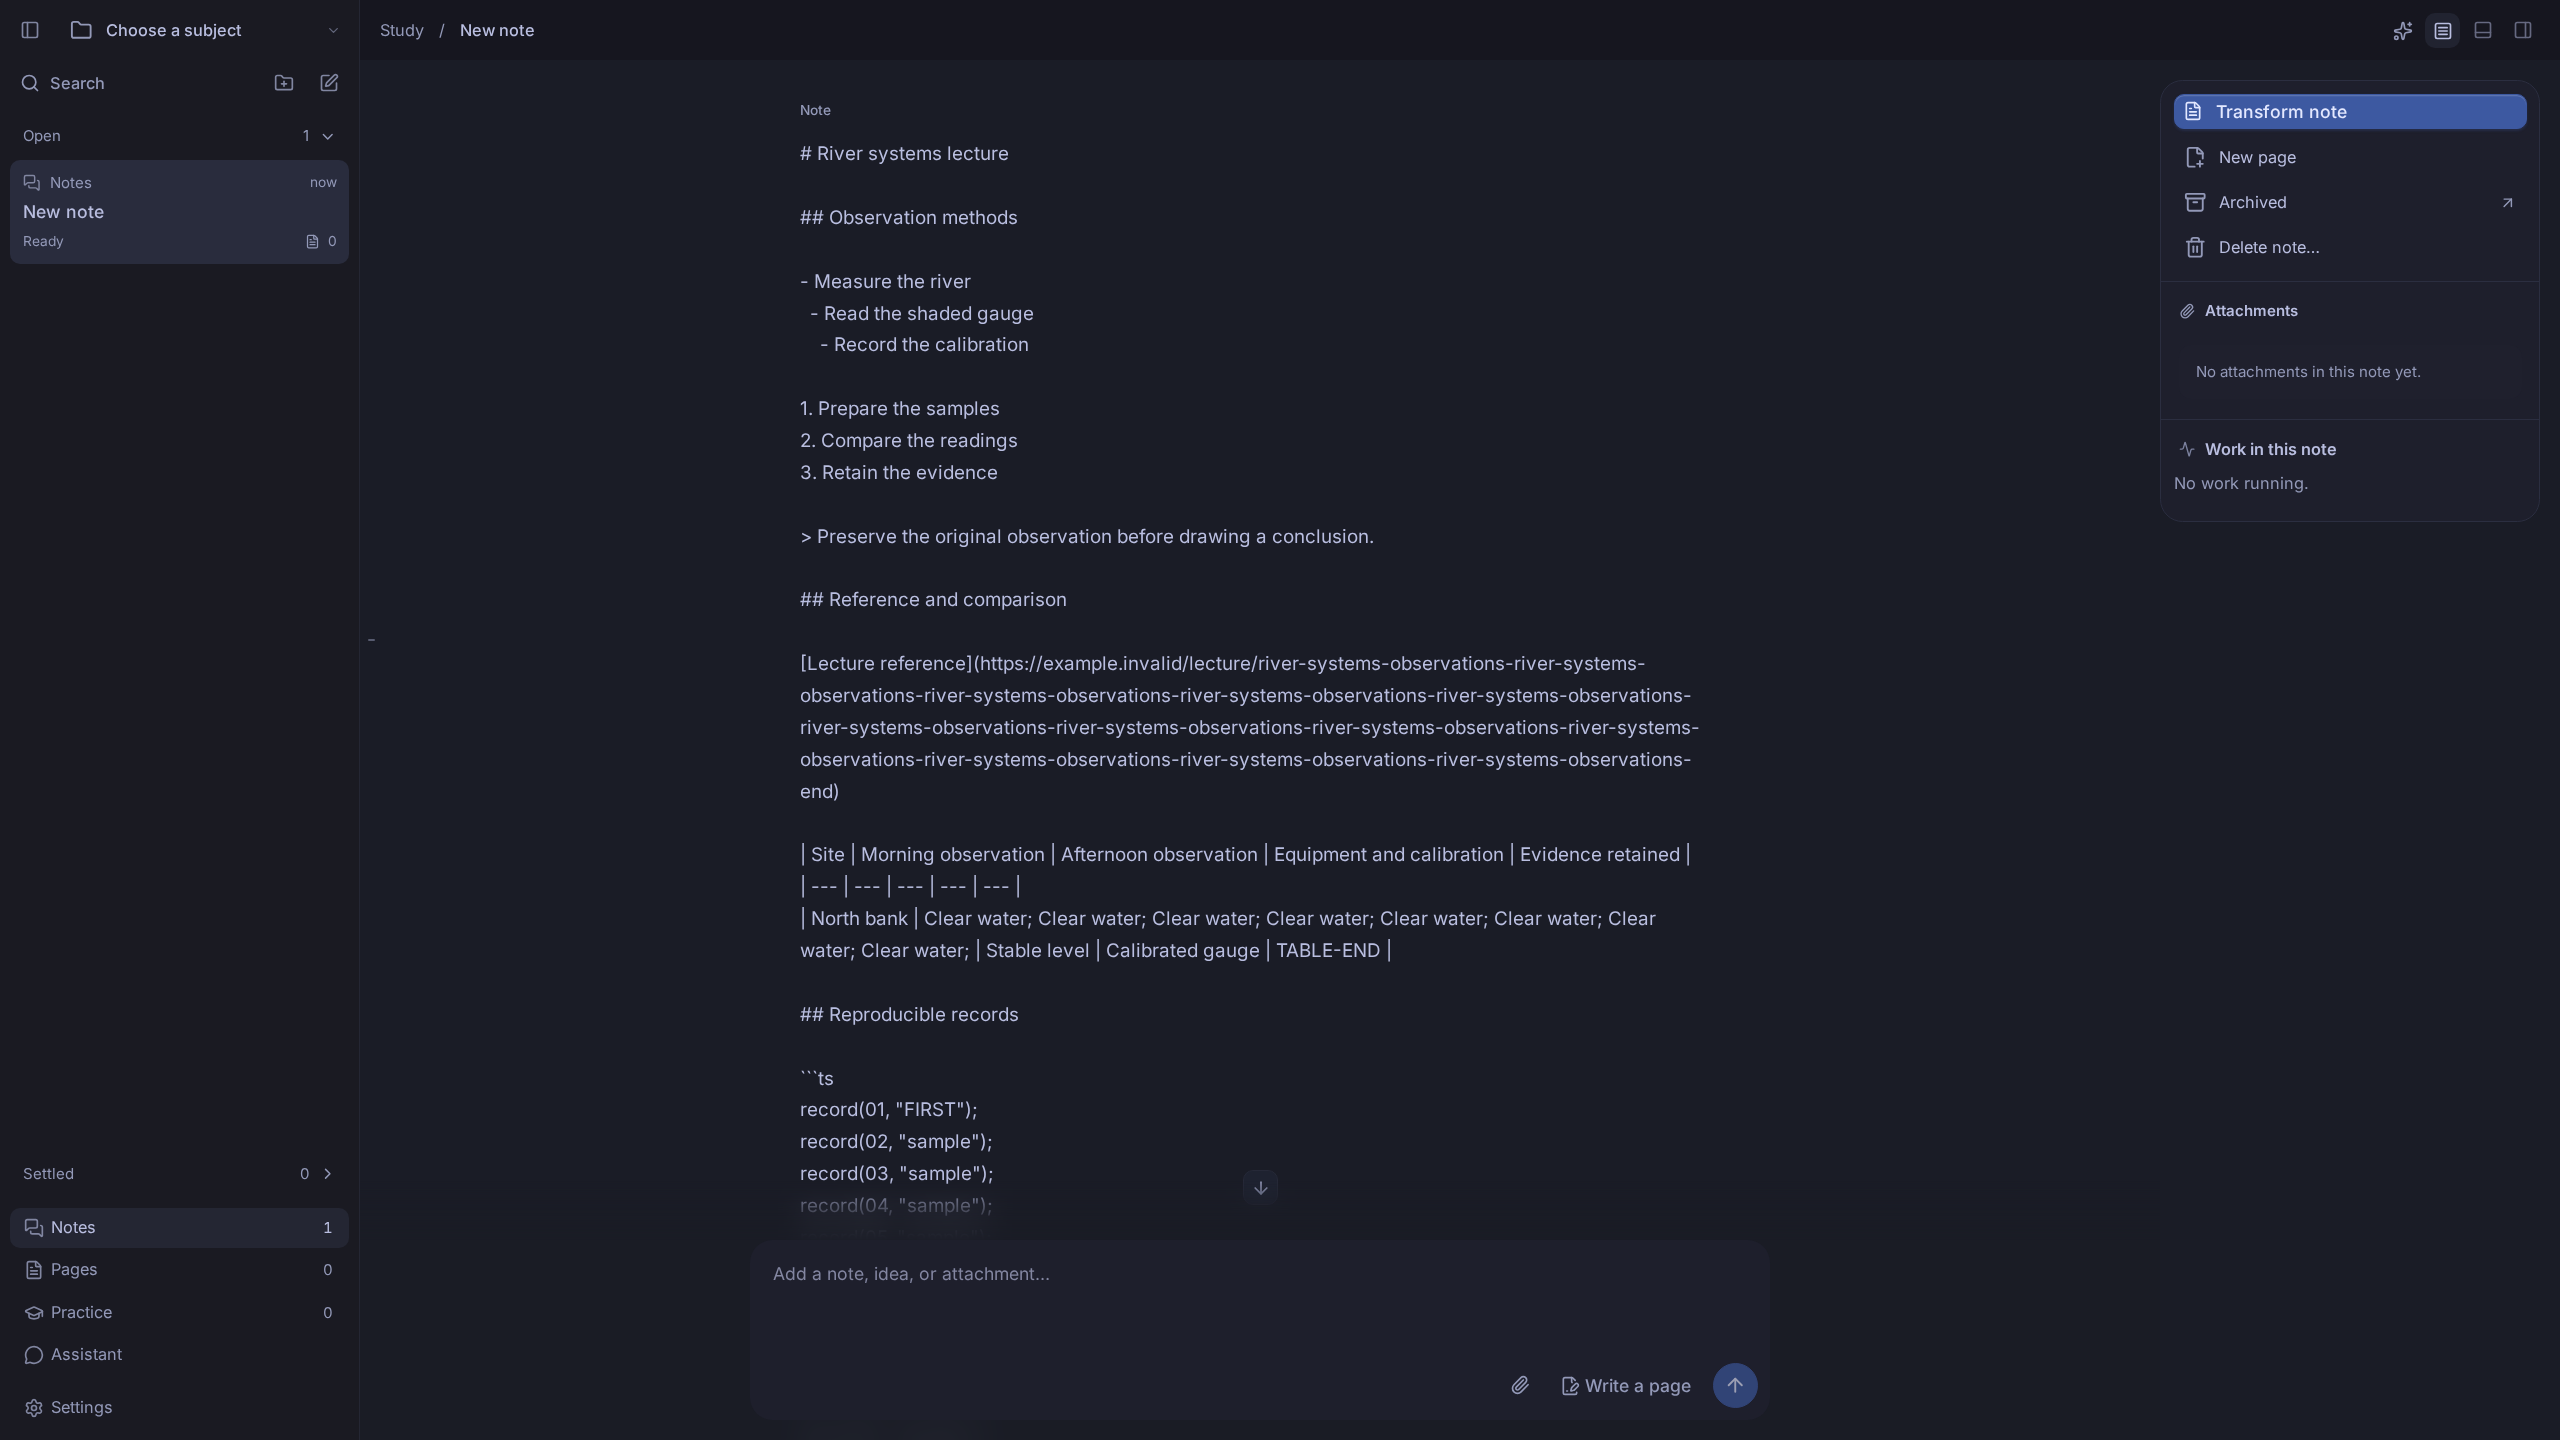 Choose a subject
Search
Open 1
Notes now
New note
Ready 0
Settled 0
Notes 1
Pages 0
Practice 0
Assistant
Settings
Study / New note
Note
# River systems lecture
## Observation methods
- Measure the river
- Read the shaded gauge
- Record the calibration
1. Prepare the samples
2. Compare the readings
3. Retain the evidence
> Preserve the original observation before drawing a conclusion.
## Reference and comparison
[Lecture reference](https://example.invalid/lecture/river-systems-observations-river-systems-
observations-river-systems-observations-river-systems-observations-river-systems-observations-
river-systems-observations-river-systems-observations-river-systems-observations-river-systems-
observations-river-systems-observations-river-systems-observations-river-systems-observations-
end)
| Site | Morning observation | Afternoon observation | Equipment and calibration | Evidence retained |
| --- | --- | --- | --- | --- |
| North bank | Clear water; Clear water; Clear water; Clear water; Clear water; Clear water; Clear
water; Clear water; | Stable level | Calibrated gauge | TABLE-END |
## Reproducible records
```ts
record(01, "FIRST");
record(02, "sample");
record(03, "sample");
record(04, "sample");
Add a note, idea, or attachment...
Write a page
Transform note
New page
Archived
Delete note...
Attachments
No attachments in this note yet.
Work in this note
No work running.